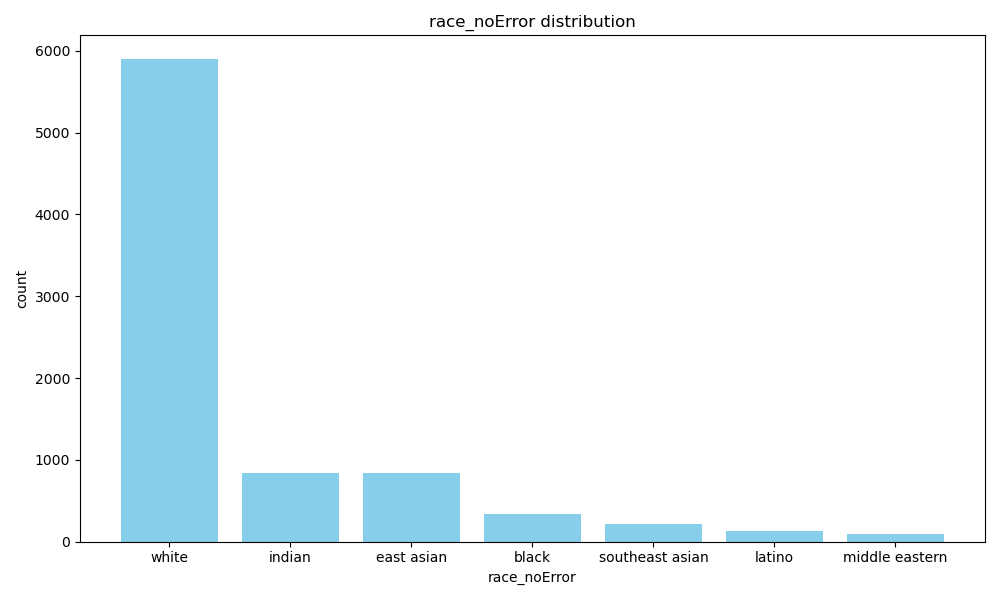 race_noError distribution
count
6000
5000
4000
3000
2000
1000
0
white indian east asian black southeast asian latino middle eastern
race_noError